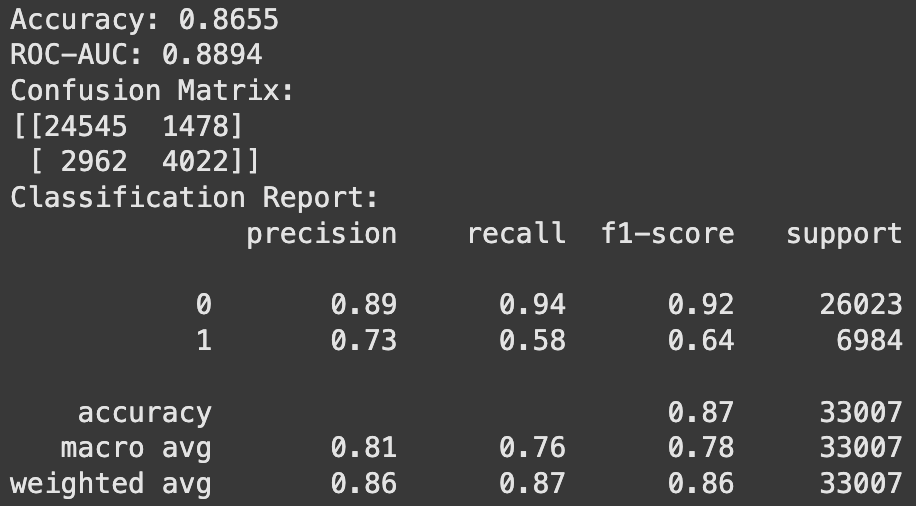 Accuracy: 0.8655
ROC-AUC: 0.8894
Confusion Matrix:
[[24545  1478]
 [ 2962  4022]]
Classification Report:
              precision    recall  f1-score   support

           0       0.89      0.94      0.92     26023
           1       0.73      0.58      0.64      6984

    accuracy                           0.87     33007
   macro avg       0.81      0.76      0.78     33007
weighted avg       0.86      0.87      0.86     33007